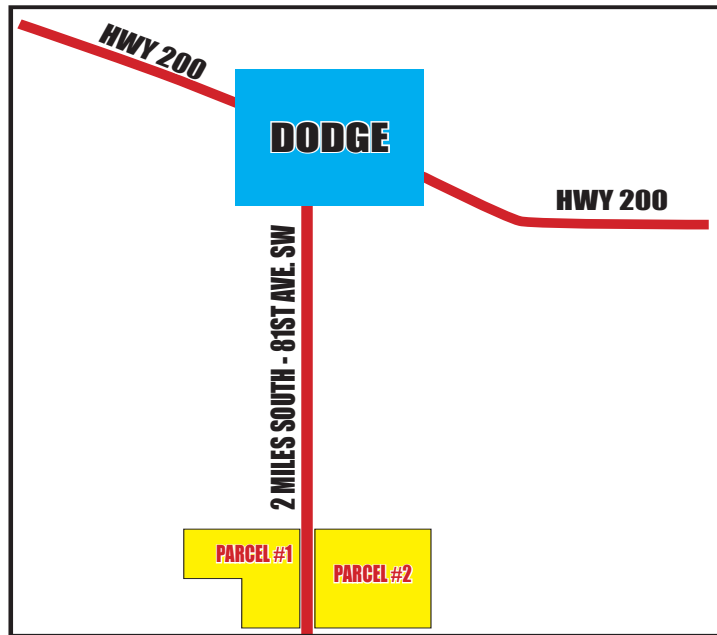 HWY 200
DODGE
HWY 200
2 MILES SOUTH - 81ST AVE. SW
PARCEL #1
PARCEL #2